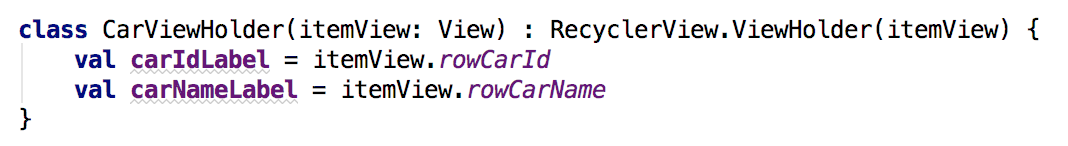 class CarViewHolder(itemView: View) : RecyclerView.ViewHolder(itemView) {
    val carIdLabel = itemView.rowCarId
    val carNameLabel = itemView.rowCarName
}